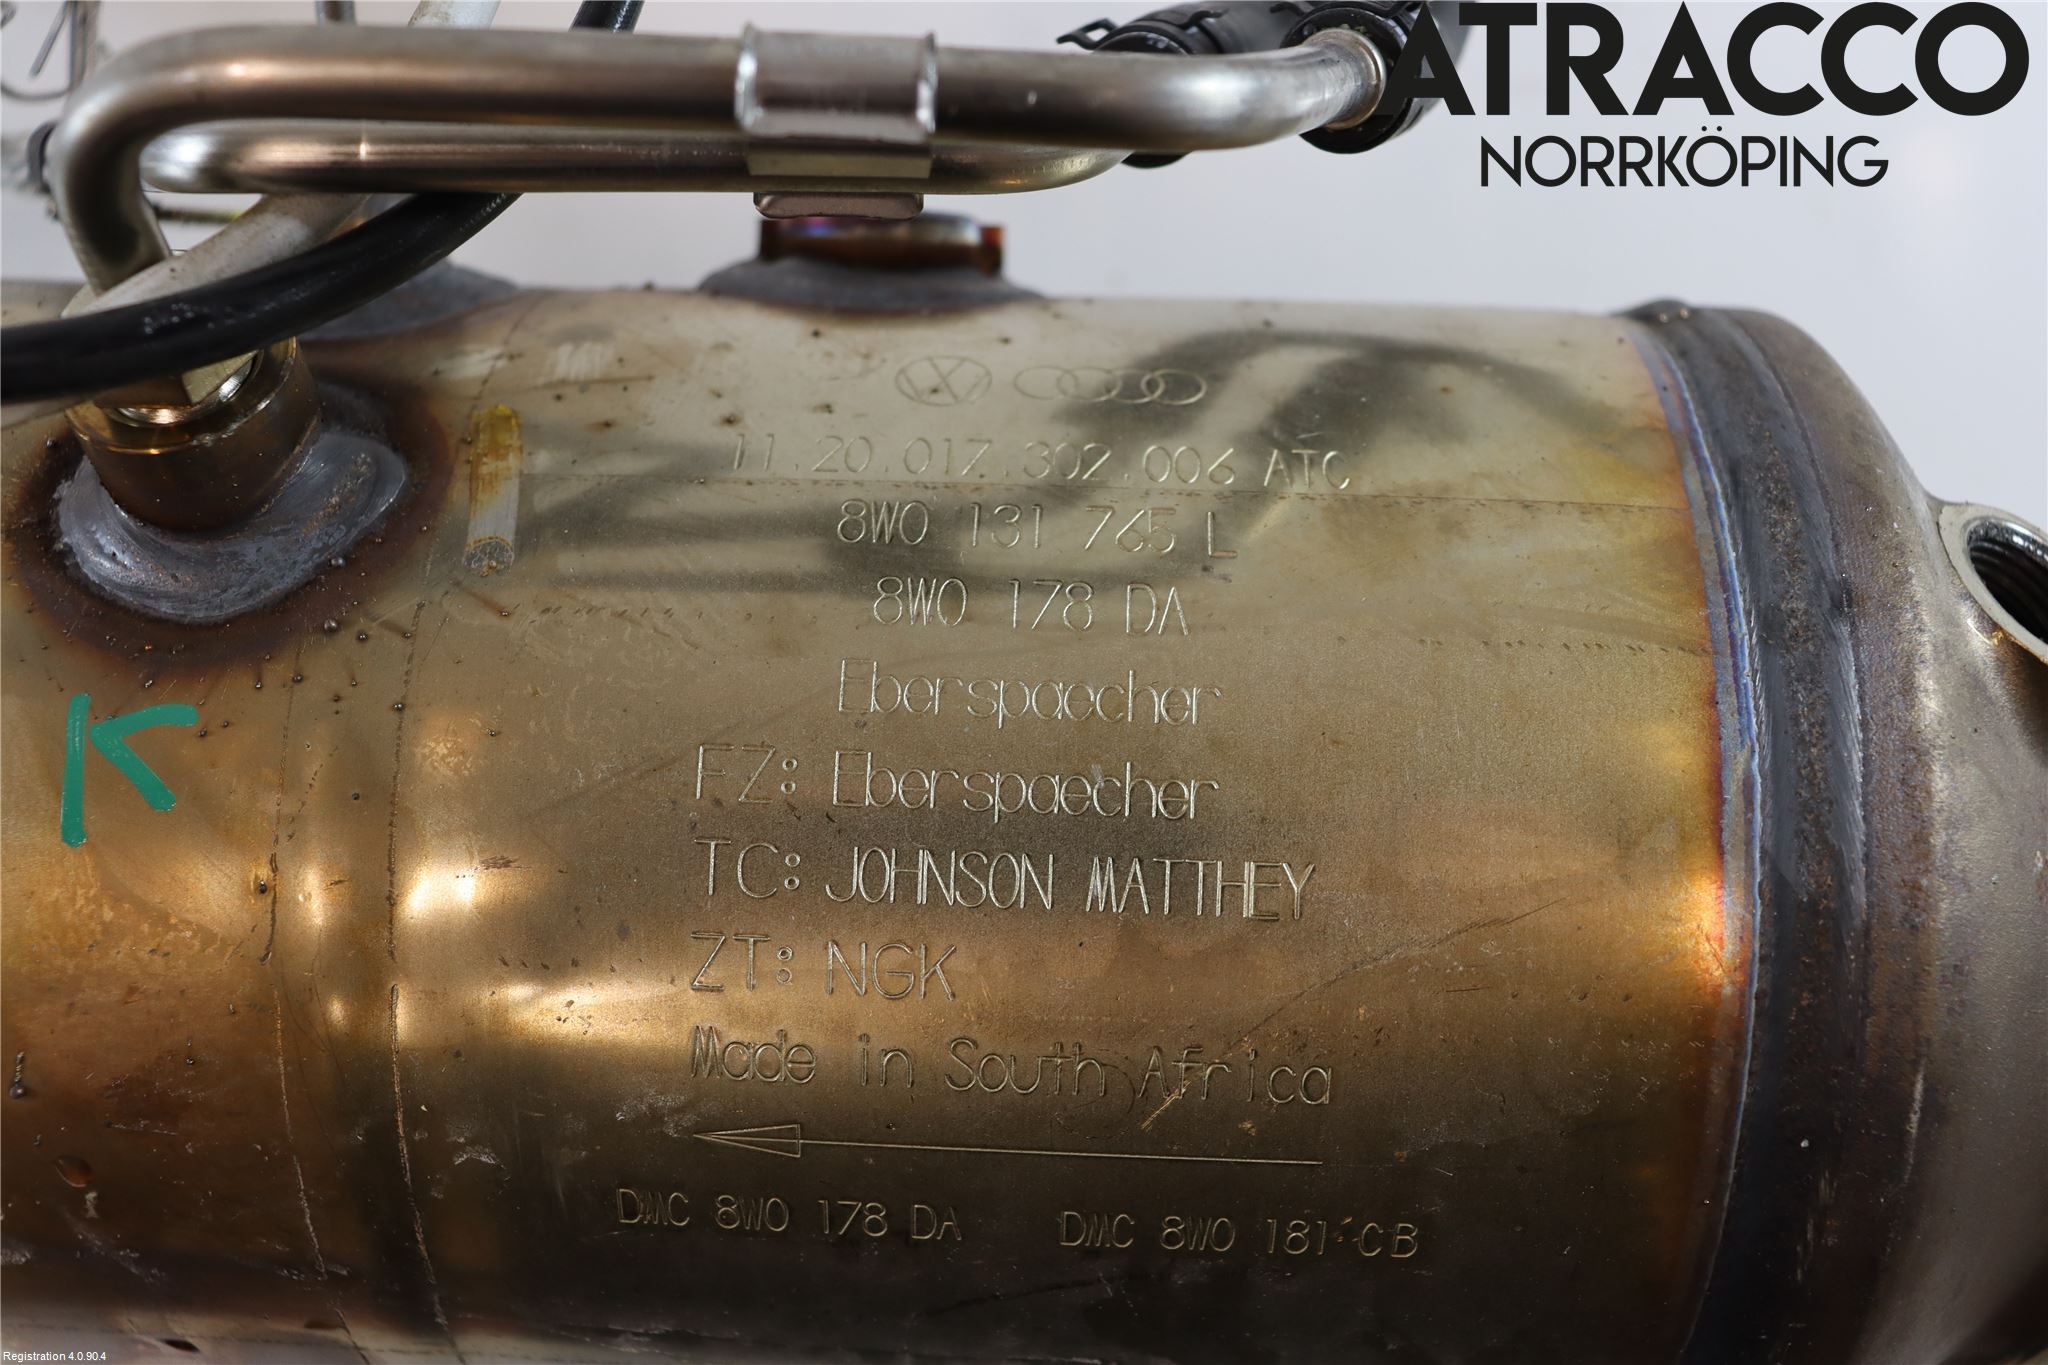 ATRACCO
NORRKÖPING
11.20.017.302.006 ATC
8W0 131 765 L
8W0 178 DA
Eberspaecher
FZ: Eberspaecher
TC: JOHNSON MATTHEY
ZT: NGK
Made in South Africa
DMC 8W0 178 DA DMC 8W0 181 CB
K
Registration 4.0.90.4